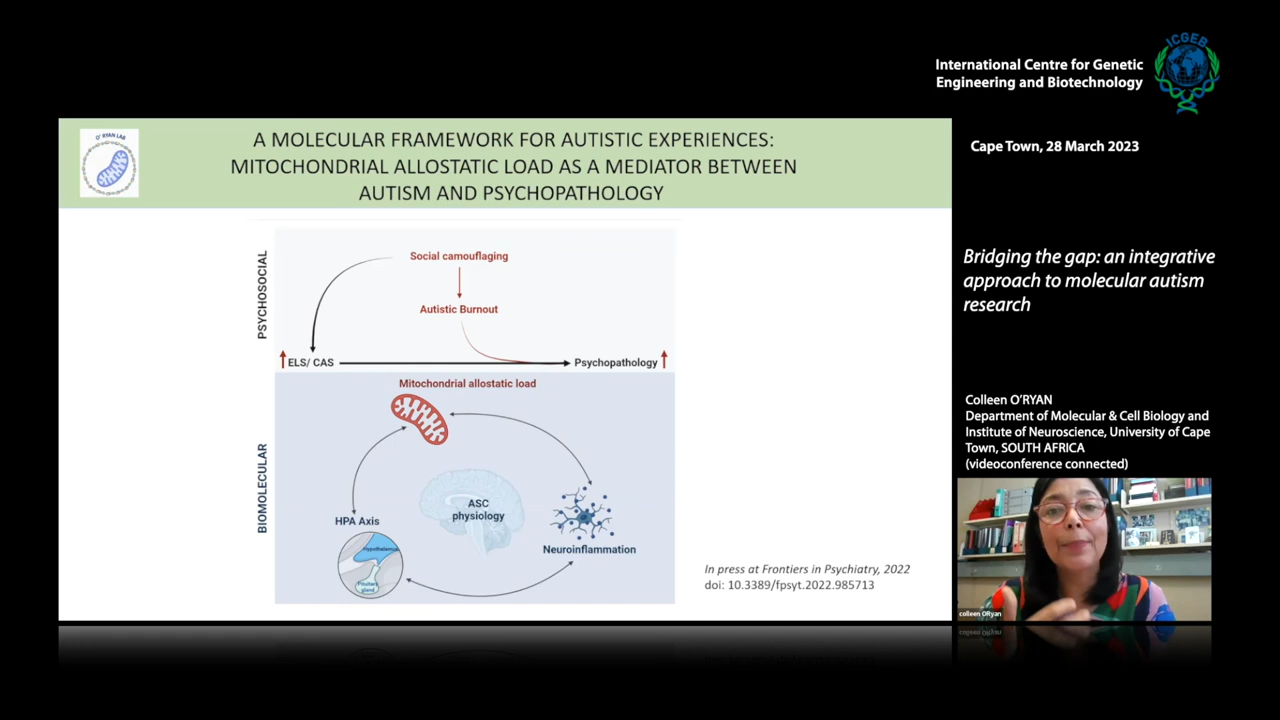 ICGEB
International Centre for Genetic
Engineering and Biotechnology
O' RYAN LAB
A MOLECULAR FRAMEWORK FOR AUTISTIC EXPERIENCES:
MITOCHONDRIAL ALLOSTATIC LOAD AS A MEDIATOR BETWEEN
AUTISM AND PSYCHOPATHOLOGY
Cape Town, 28 March 2023
PSYCHOSOCIAL
Social camouflaging
Autistic Burnout
ELS/ CAS
Psychopathology
Bridging the gap: an integrative
approach to molecular autism
research
BIOMOLECULAR
Mitochondrial allostatic load
ASC
physiology
HPA Axis
Hypothalamus
Pituitary
gland
Neuroinflammation
In press at Frontiers in Psychiatry, 2022
doi: 10.3389/fpsyt.2022.985713
Colleen O'RYAN
Department of Molecular & Cell Biology and
Institute of Neuroscience, University of Cape
Town, SOUTH AFRICA
(videoconference connected)
colleen ORyan